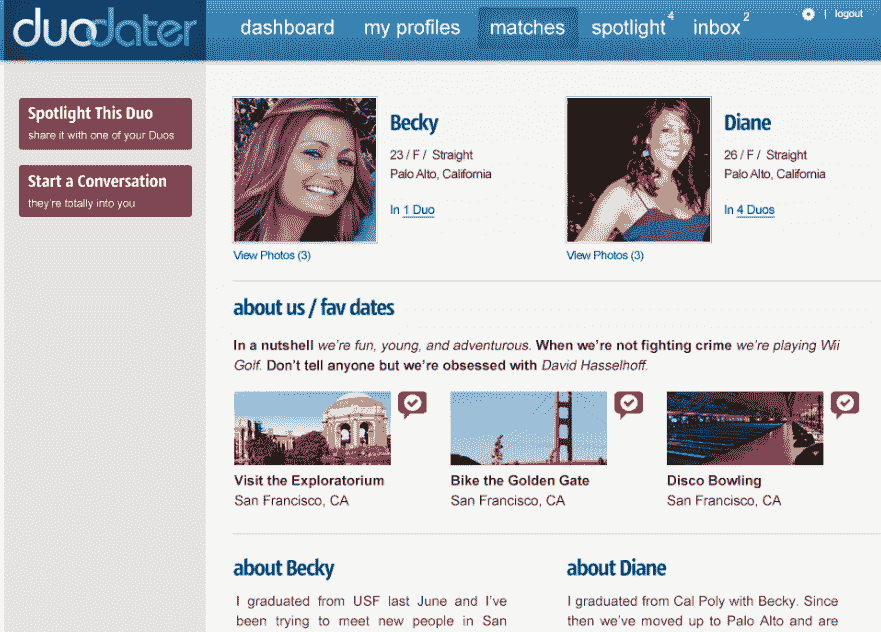 duodater
dashboard my profiles matches spotlight 4 inbox 2 | logout
Spotlight This Duo
share it with one of your Duos
Start a Conversation
they're totally into you
Becky
23 / F / Straight
Palo Alto, California
In 1 Duo
View Photos (3)
Diane
26 / F / Straight
Palo Alto, California
In 4 Duos
View Photos (3)
about us / fav dates
In a nutshell we're fun, young, and adventurous. When we're not fighting crime we're playing Wii
Golf. Don't tell anyone but we're obsessed with David Hasselhoff.
Visit the Exploratorium
San Francisco, CA
Bike the Golden Gate
San Francisco, CA
Disco Bowling
San Francisco, CA
about Becky
I graduated from USF last June and I've
been trying to meet new people in San
about Diane
I graduated from Cal Poly with Becky. Since
then we've moved up to Palo Alto and are